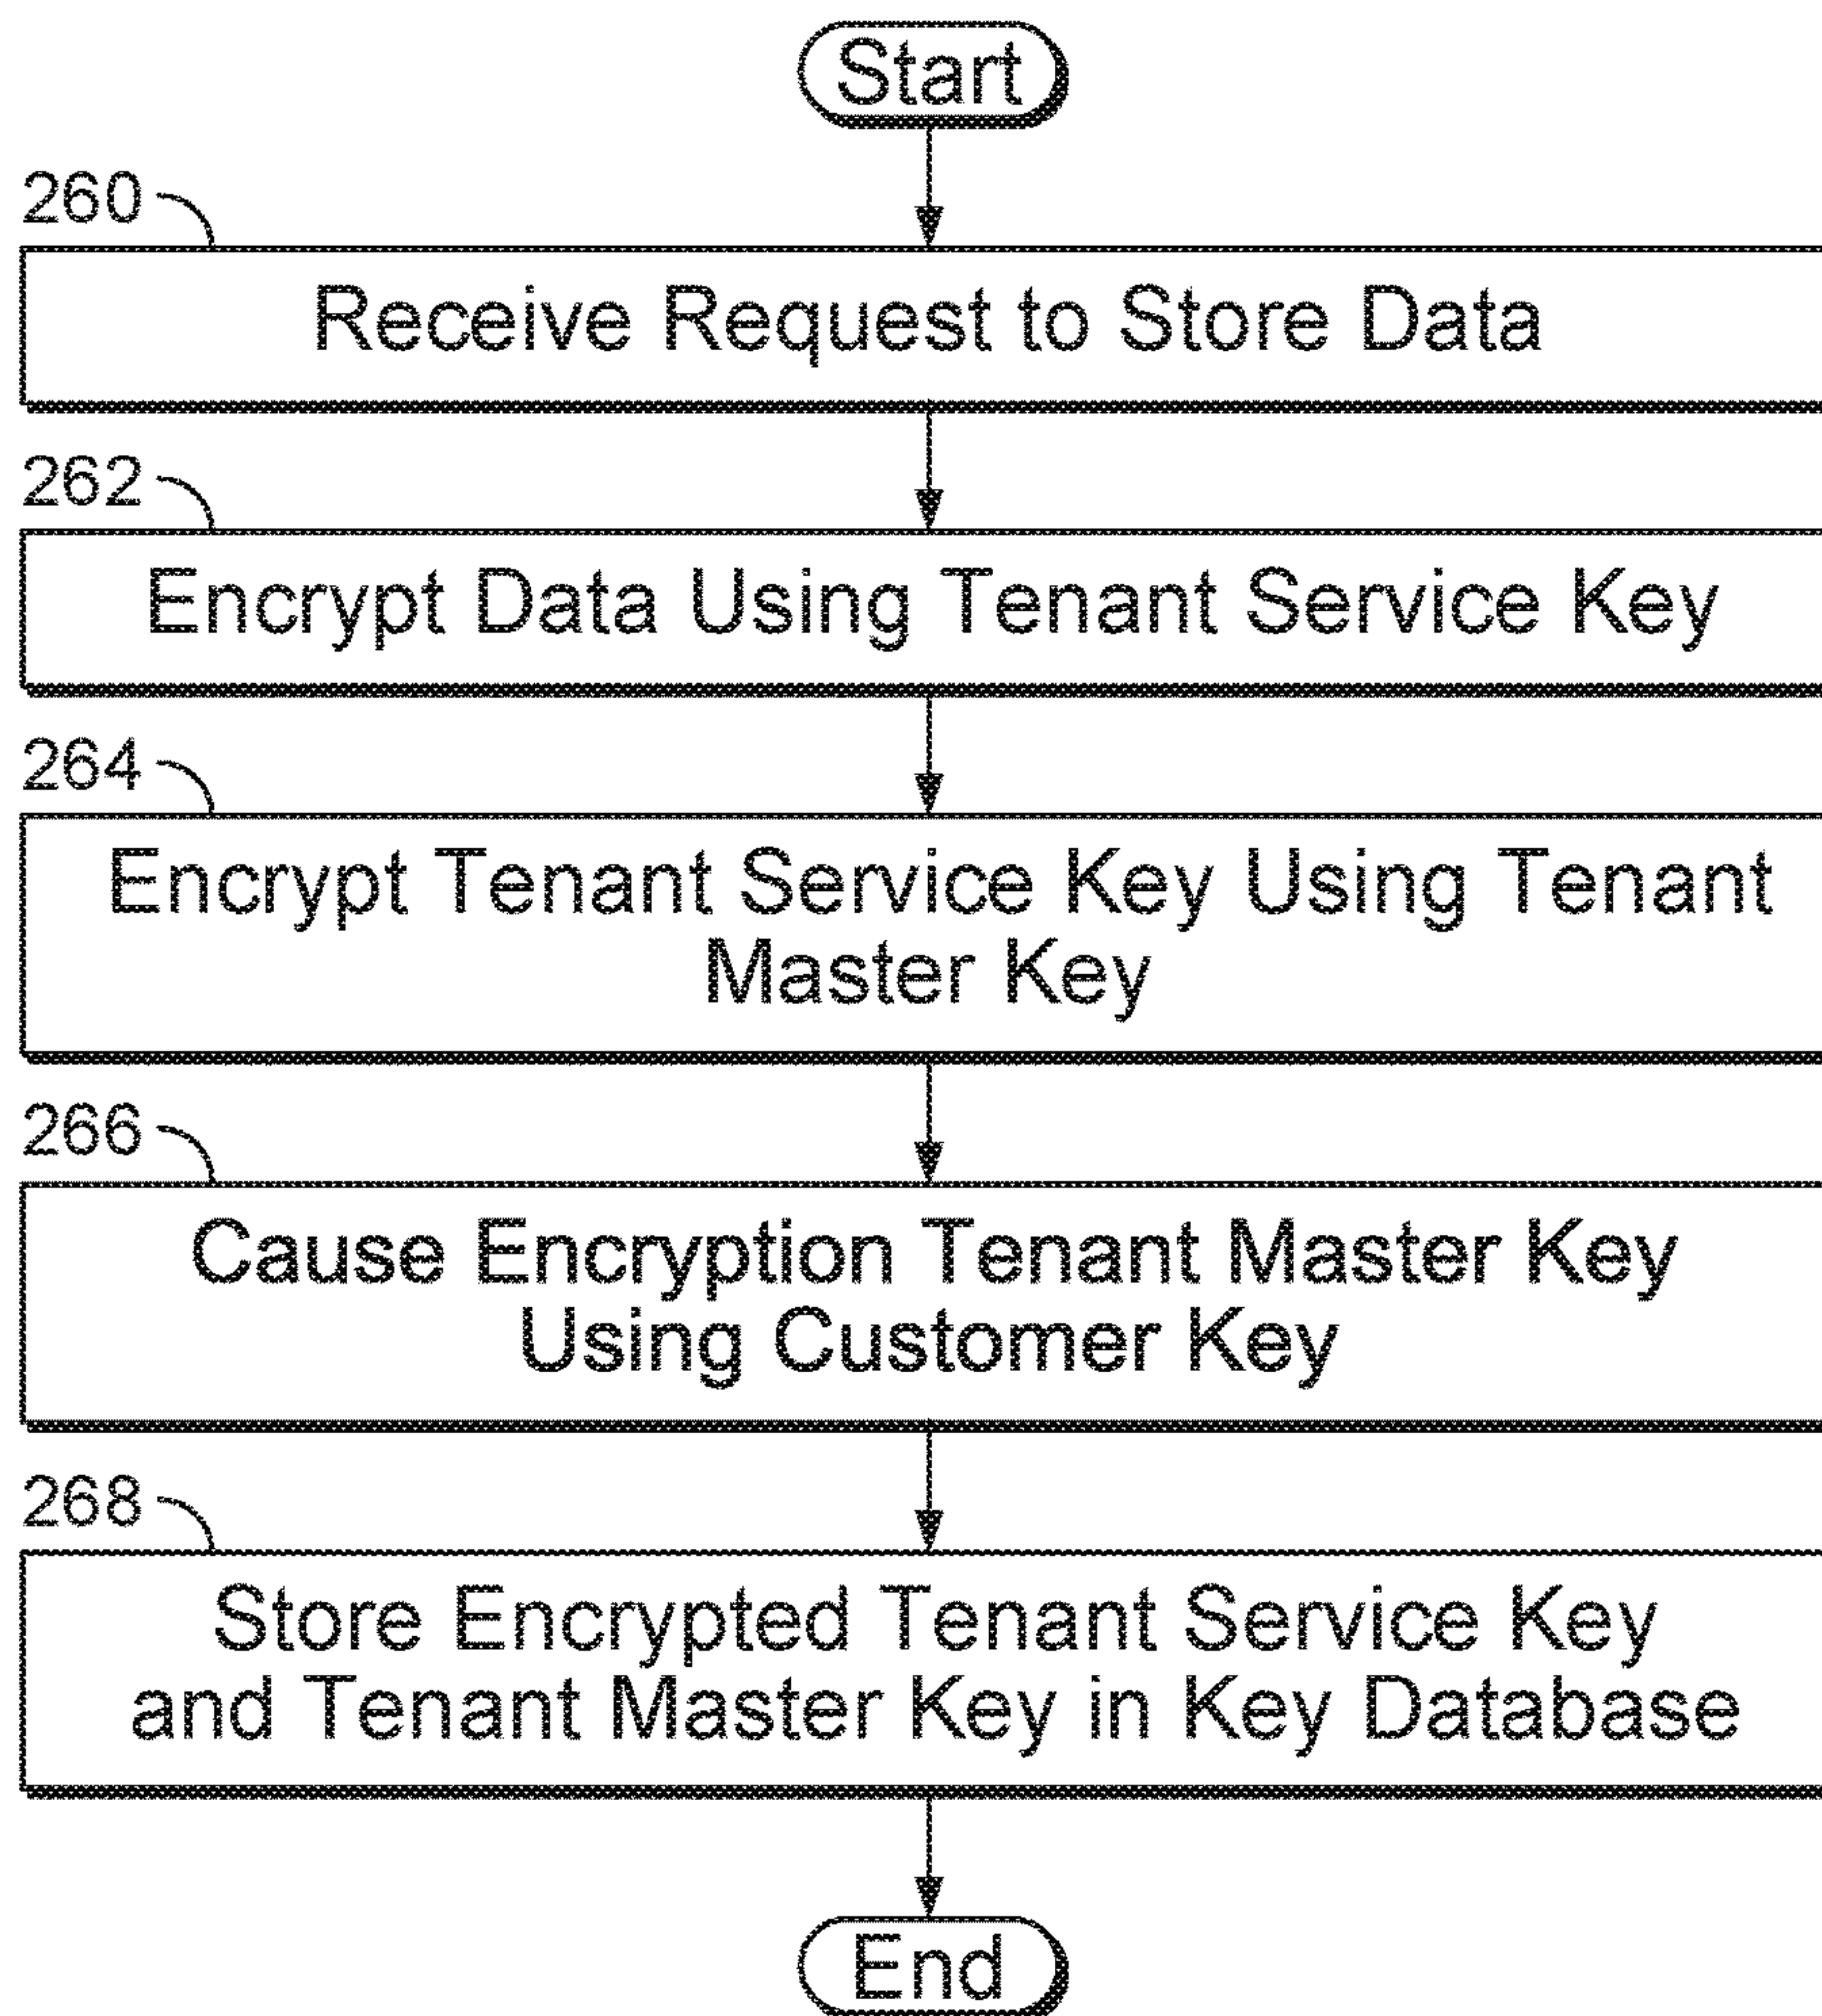 Start
260
Receive Request to Store Data
262
Encrypt Data Using Tenant Service Key
264
Encrypt Tenant Service Key Using Tenant
Master Key
266
Cause Encryption Tenant Master Key
Using Customer Key
268
Store Encrypted Tenant Service Key
and Tenant Master Key in Key Database
End